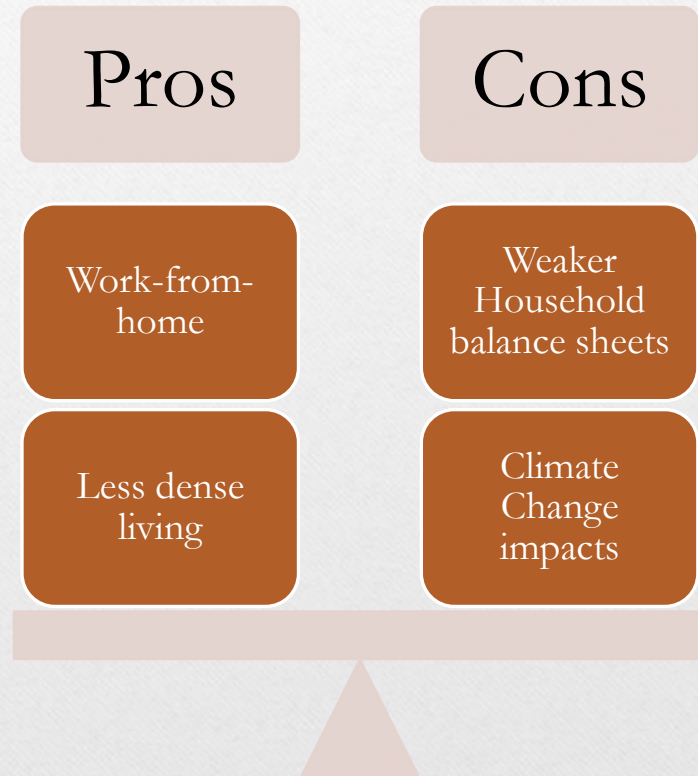 Pros
Cons
Work-from-
home
Weaker
Household
balance sheets
Less dense
living
Climate
Change
impacts